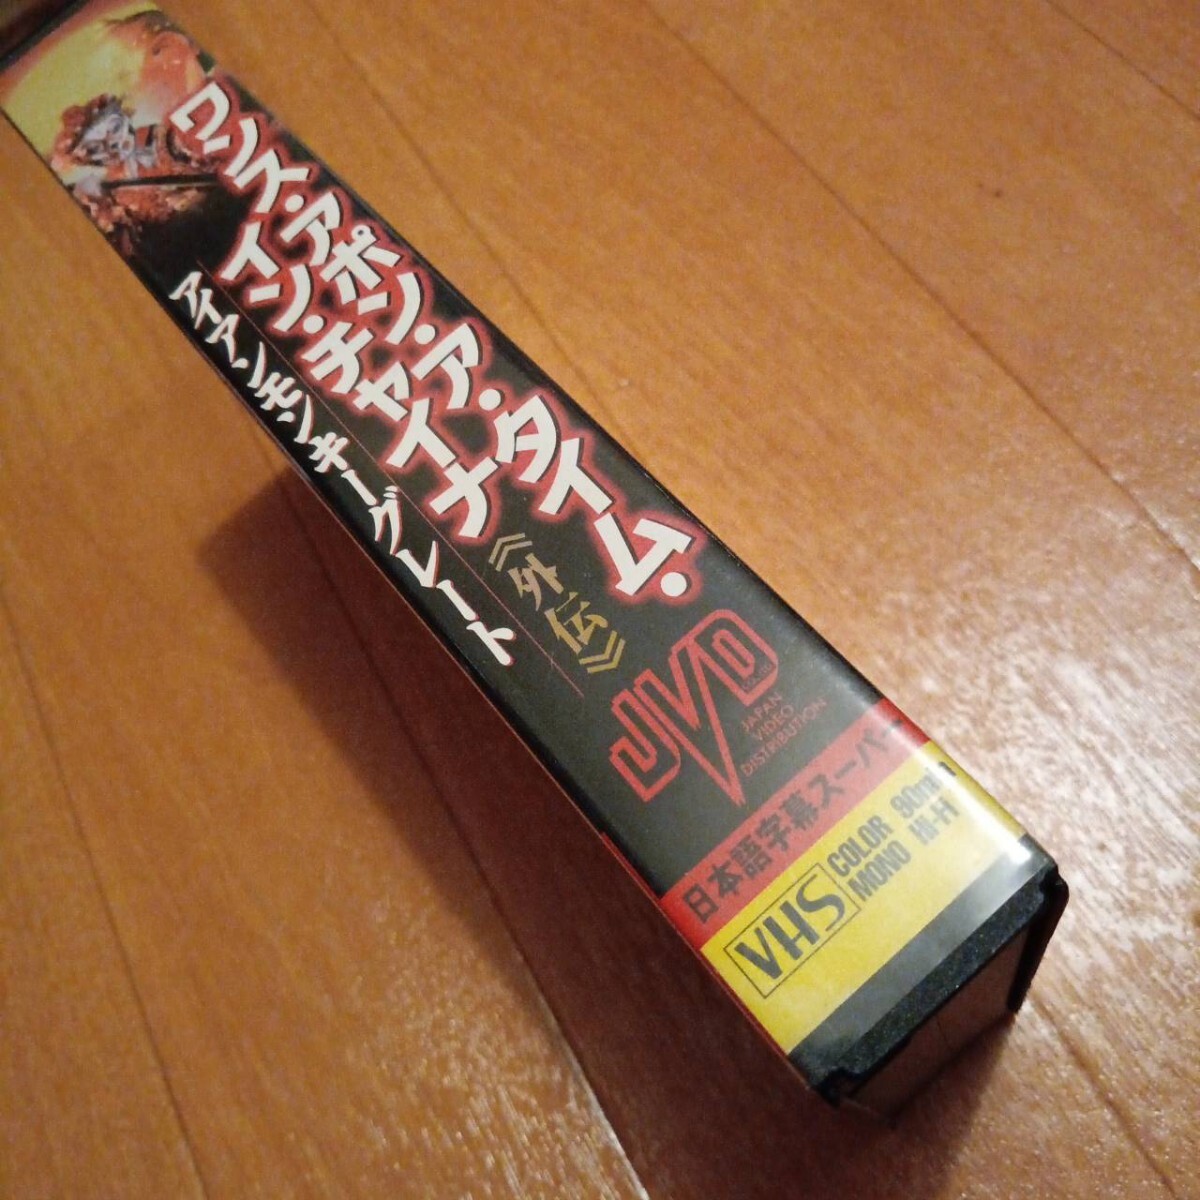 ワンス・アポン・ア・タイム・
イン・チャイナ
《外伝》
アイアンモンキーグレート
JVD
JAPAN
VIDEO
DISTRIBUTION
日本語字幕スーパー
VHS
COLOR 90min
MONO Hi-Fi